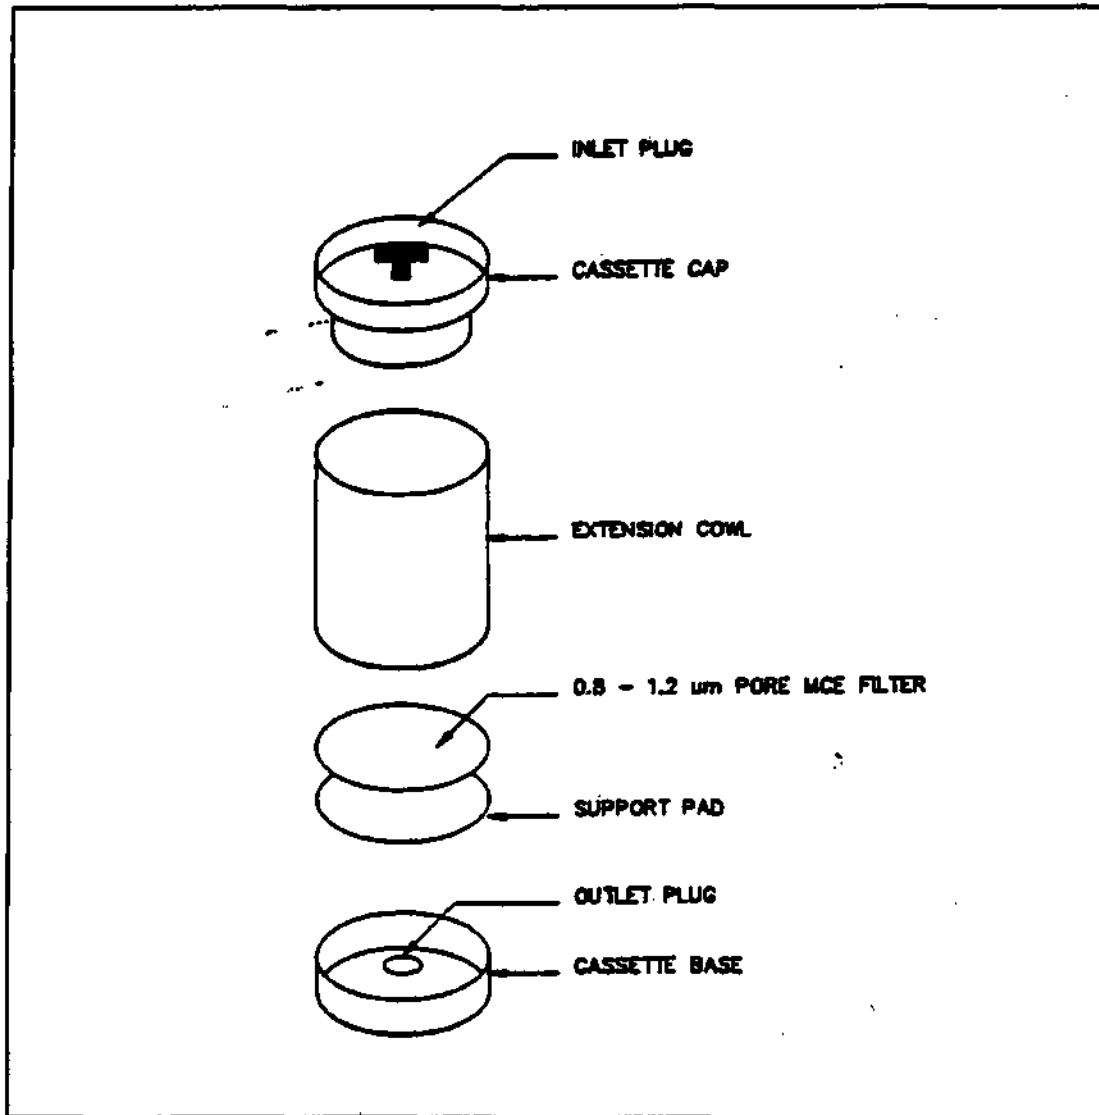 INLET PLUG
CASSETTE CAP
EXTENSION COWL
0.8 - 1.2 um PORE MCE FILTER
SUPPORT PAD
OUTLET PLUG
CASSETTE BASE